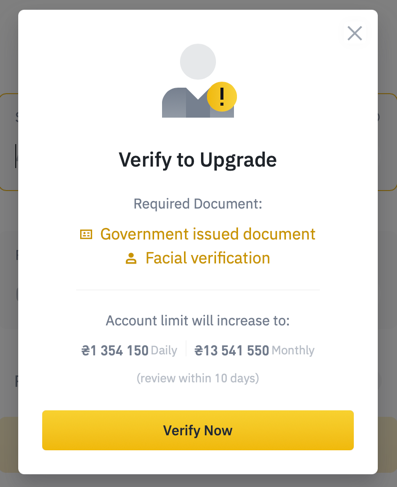 Verify to Upgrade
Required Document:
Government issued document
Facial verification
Account limit will increase to:
₴1 354 150 Daily ₴13 541 550 Monthly
(review within 10 days)
Verify Now